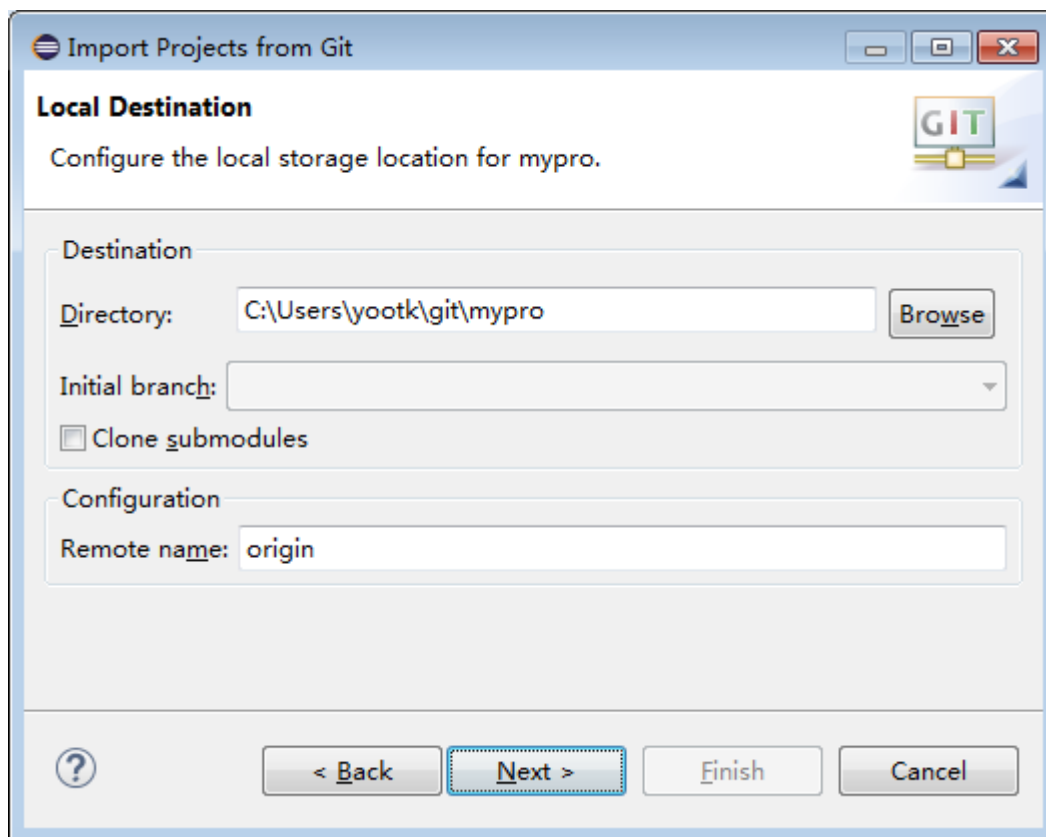 Import Projects from Git
Local Destination
GIT
Configure the local storage location for mypro.
Destination
Directory: C:\Users\yootk\git\mypro Browse
Initial branch:
Clone submodules
Configuration
Remote name: origin
? < Back Next > Finish Cancel